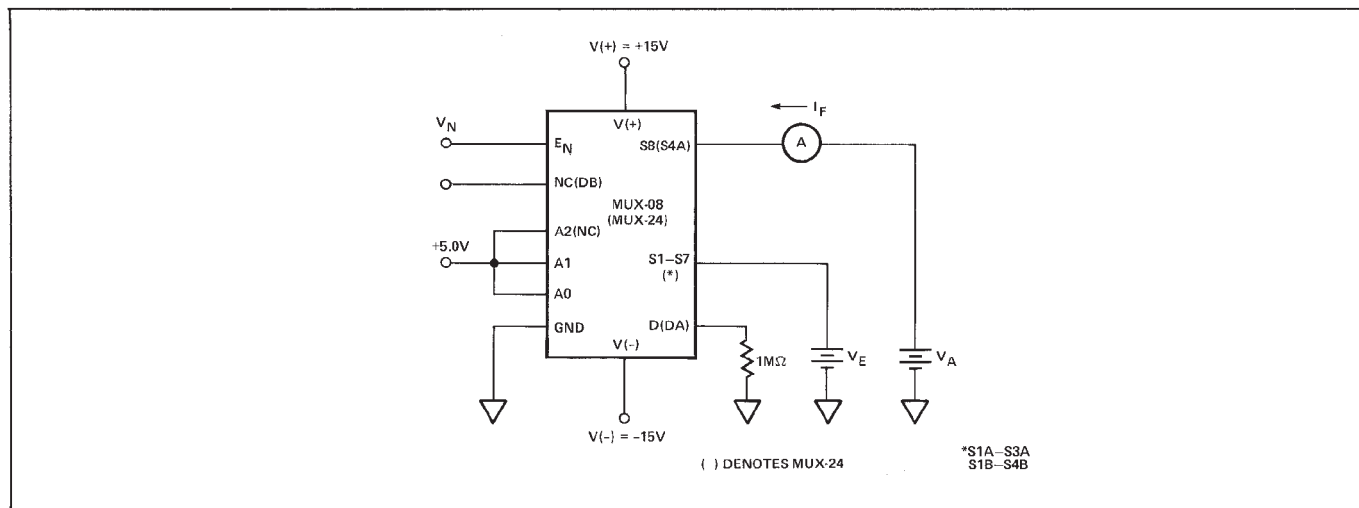 V(+) = +15V
I_F
V_N
V(+)
E_N
S8(S4A)
A
NC(DB)
MUX-08
(MUX-24)
A2(NC)
+5.0V
A1
S1–S7
(*)
A0
GND
D(DA)
V(-)
1MΩ
V_E
V_A
V(-) = -15V
( ) DENOTES MUX-24
*S1A–S3A
S1B–S4B